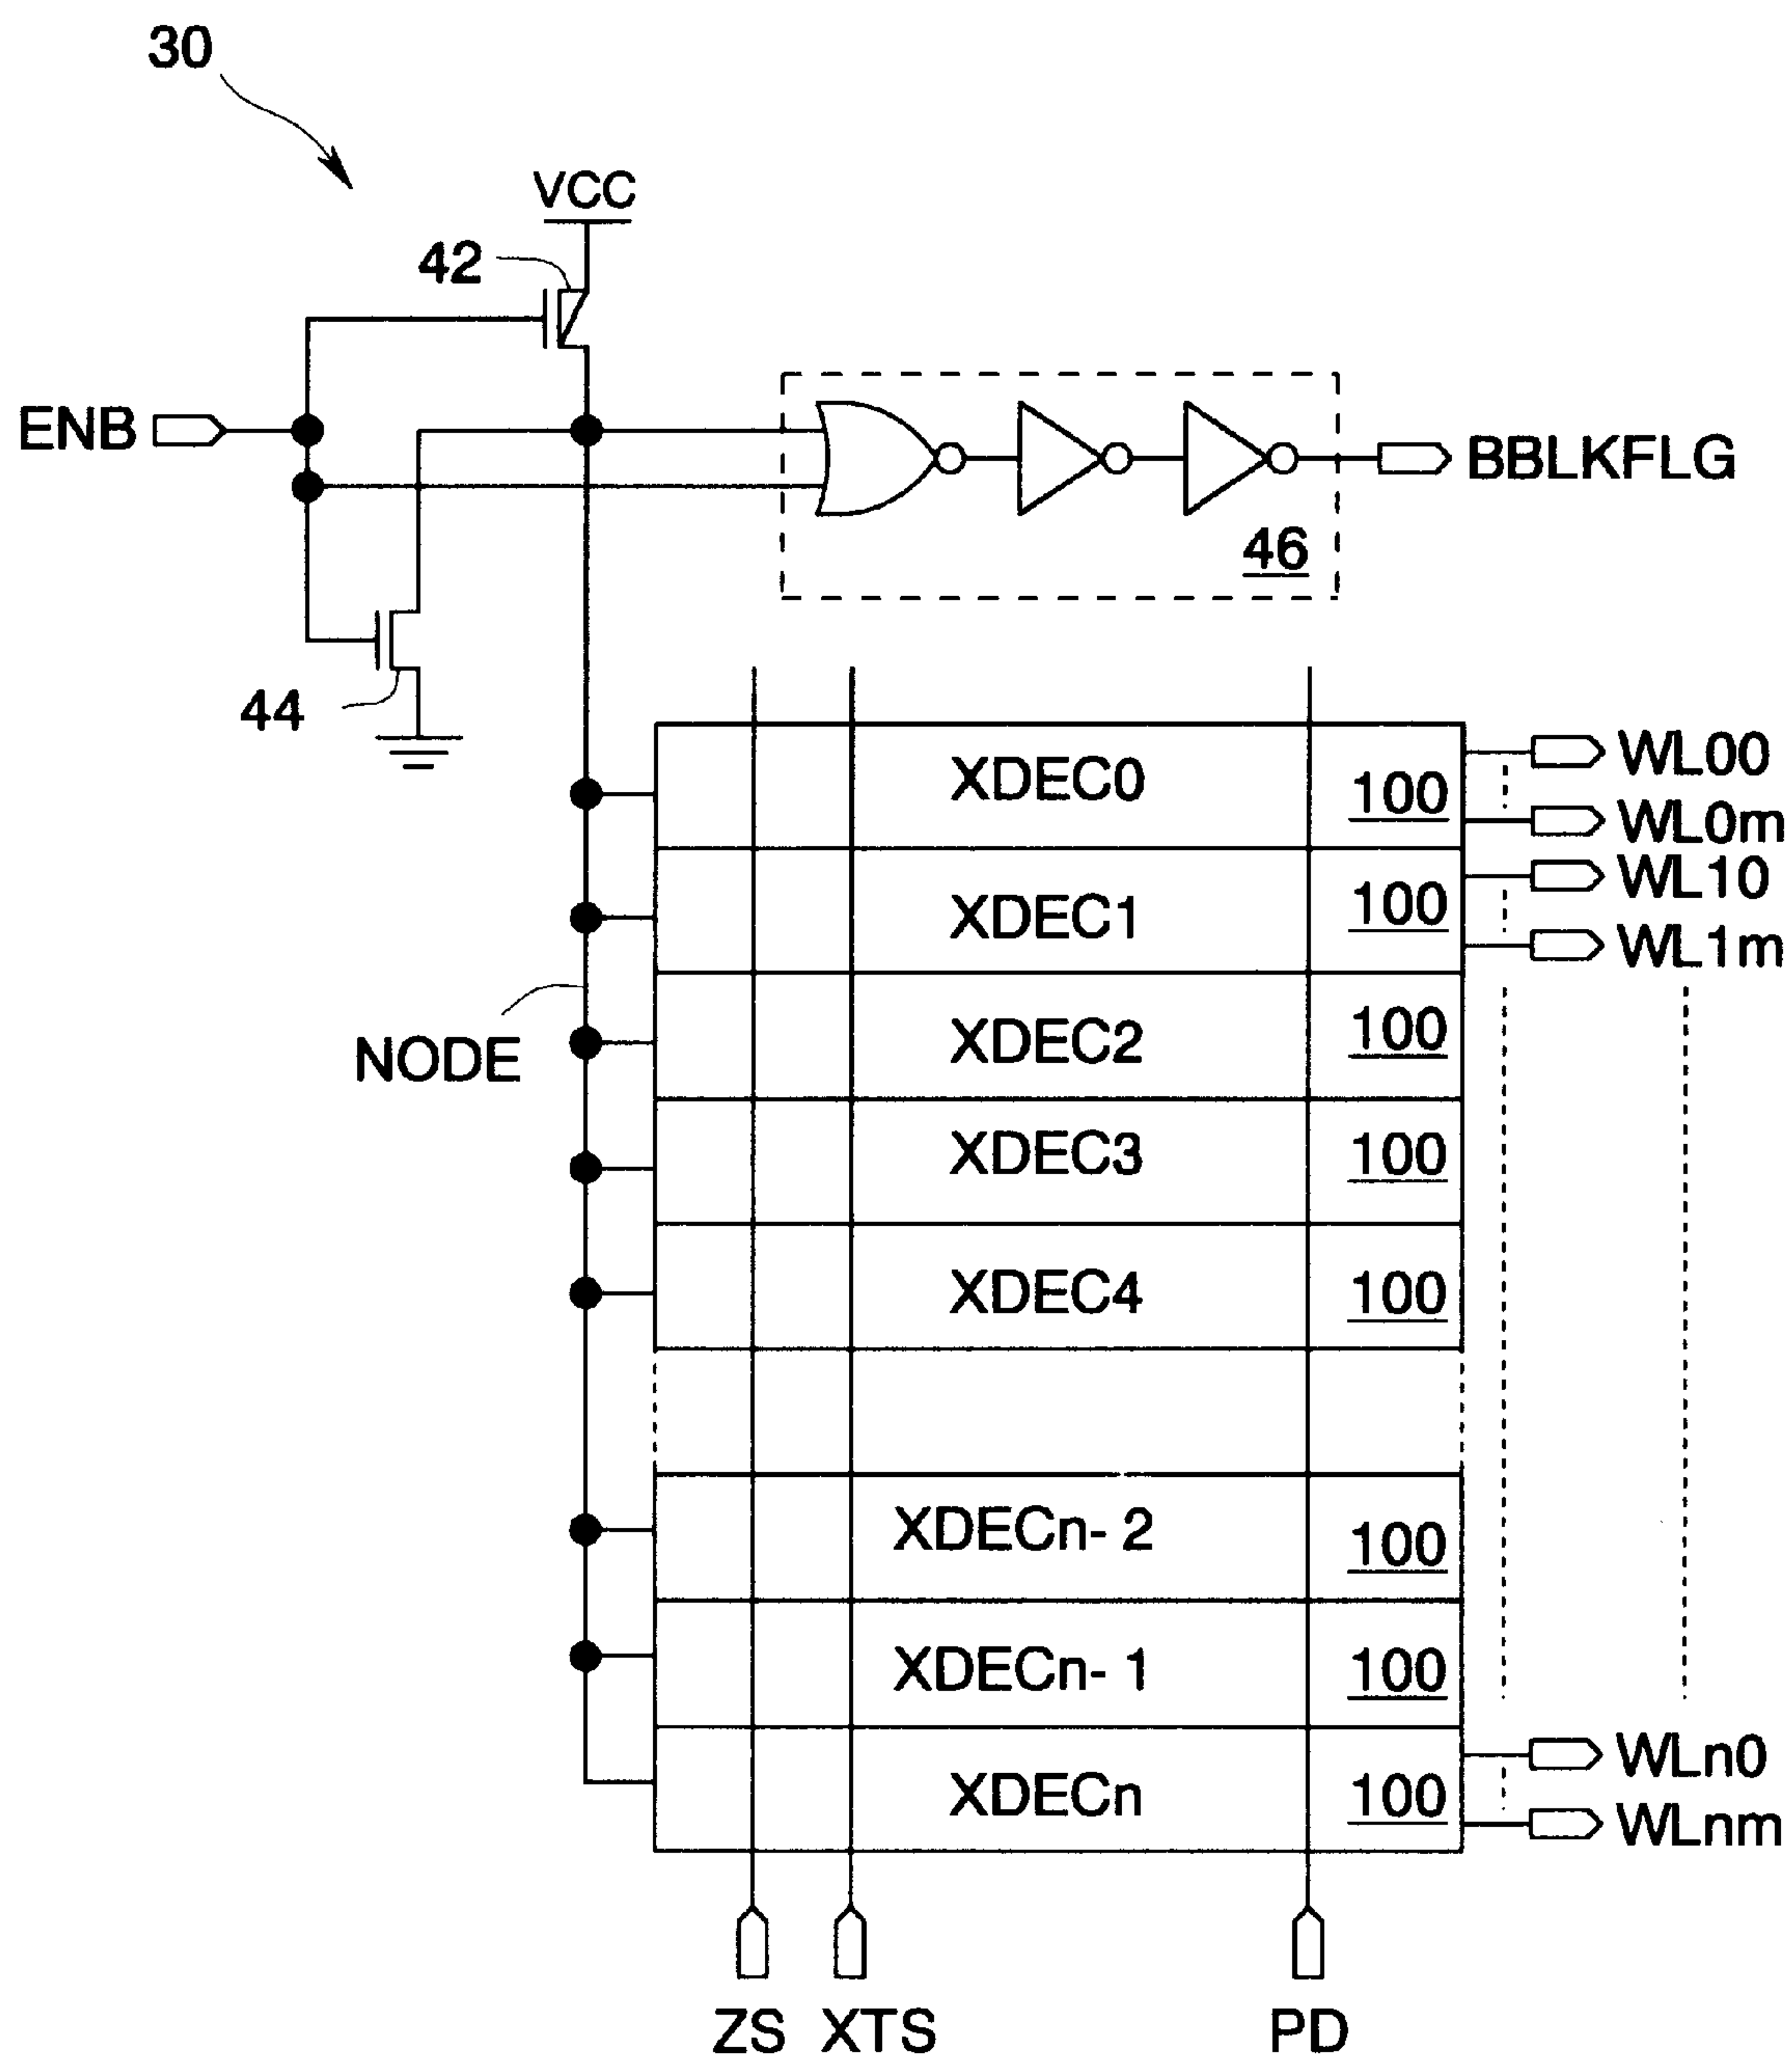 30
VCC
42
ENB
BBLKFLG
46
44
XDEC0 100 WL00
WL0m
XDEC1 100 WL10
WL1m
NODE
XDEC2 100
XDEC3 100
XDEC4 100
XDECn-2 100
XDECn-1 100
XDECn 100 WLn0
WLnm
ZS XTS PD